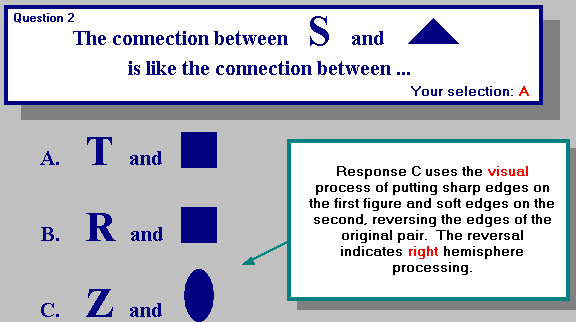 Question 2
The connection between S and
is like the connection between ...
Your selection: A
A. T and
B. R and
C. Z and
Response C uses the visual
process of putting sharp edges on
the first figure and soft edges on the
second, reversing the edges of the
original pair. The reversal
indicates right hemisphere
processing.